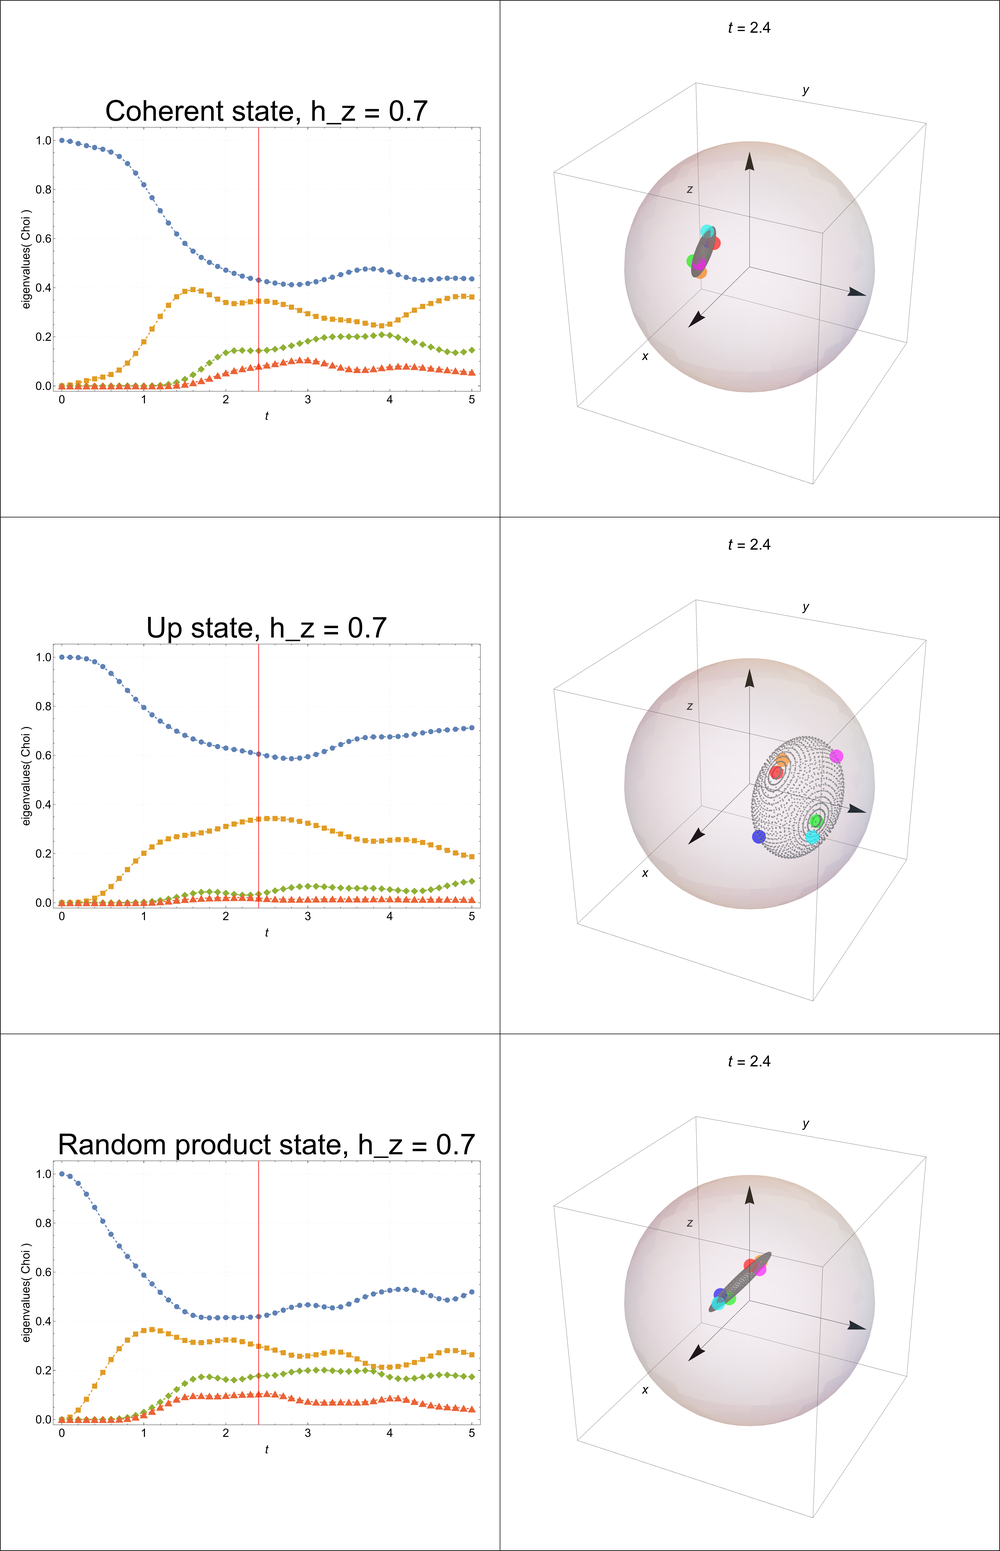 Coherent state, h_z = 0.7
eigenvalues( Choi )
1.0
0.8
0.6
0.4
0.2
0.0
0 1 2 3 4 5
t
t = 2.4
y
z
x
Up state, h_z = 0.7
eigenvalues( Choi )
1.0
0.8
0.6
0.4
0.2
0.0
0 1 2 3 4 5
t
t = 2.4
y
z
x
Random product state, h_z = 0.7
eigenvalues( Choi )
1.0
0.8
0.6
0.4
0.2
0.0
0 1 2 3 4 5
t
t = 2.4
y
z
x